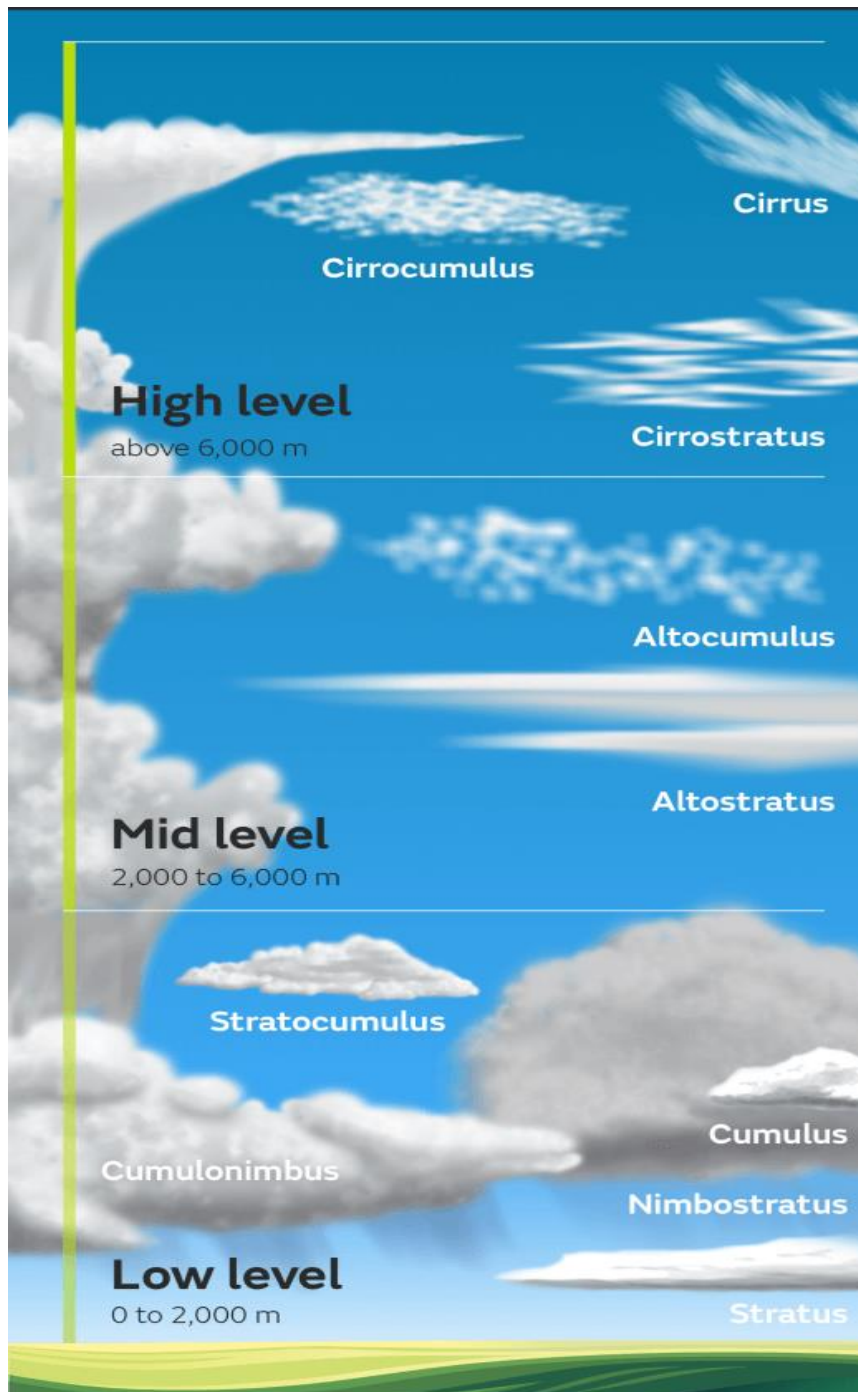 Cirrus
Cirrocumulus
High level
above 6,000 m
Cirrostratus
Altocumulus
Altostratus
Mid level
2,000 to 6,000 m
Stratocumulus
Cumulus
Cumulonimbus
Nimbostratus
Low level
0 to 2,000 m
Stratus